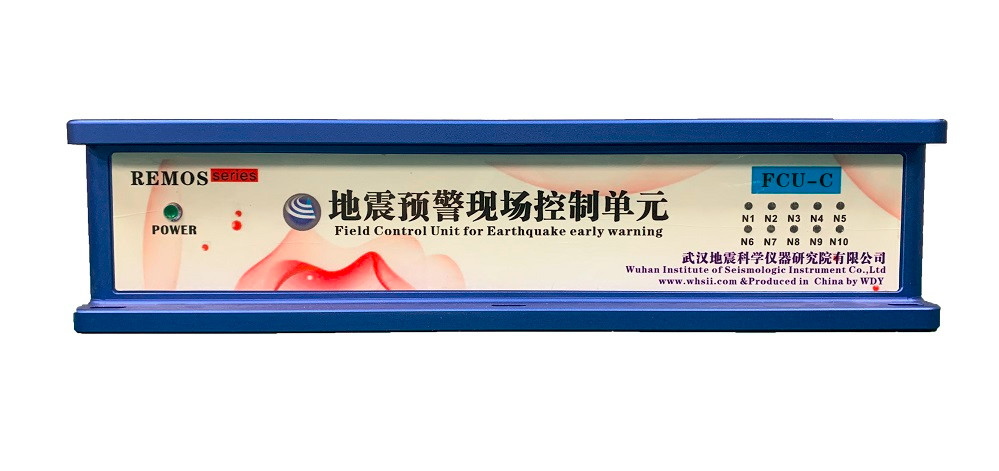 REMOS series
POWER
地震预警现场控制单元
Field Control Unit for Earthquake early warning
FCU-C
N1 N2 N3 N4 N5
N6 N7 N8 N9 N10
武汉地震科学仪器研究院有限公司
Wuhan Institute of Seismologic Instrument Co.,Ltd
www.whsii.com &Produced in China by WDY